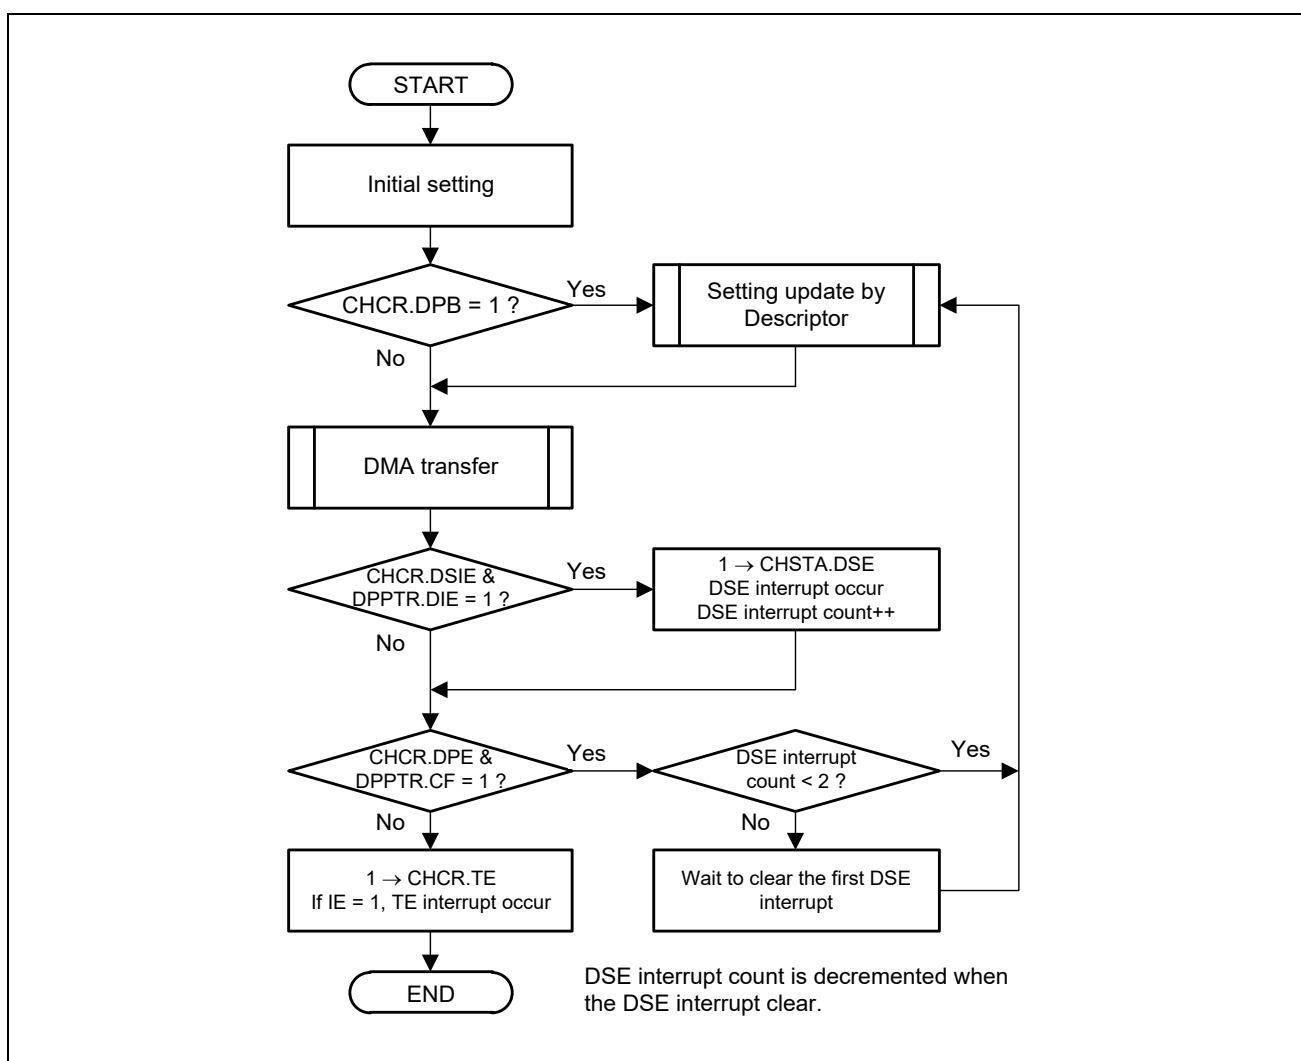 START
Initial setting
CHCR.DPB = 1 ?
Yes
Setting update by
Descriptor
No
DMA transfer
CHCR.DSIE &
DPPTR.DIE = 1 ?
Yes
1 → CHSTA.DSE
DSE interrupt occur
DSE interrupt count++
No
CHCR.DPE &
DPPTR.CF = 1 ?
Yes
DSE interrupt
count < 2 ?
Yes
No
No
1 → CHCR.TE
If IE = 1, TE interrupt occur
Wait to clear the first DSE
interrupt
END
DSE interrupt count is decremented when
the DSE interrupt clear.